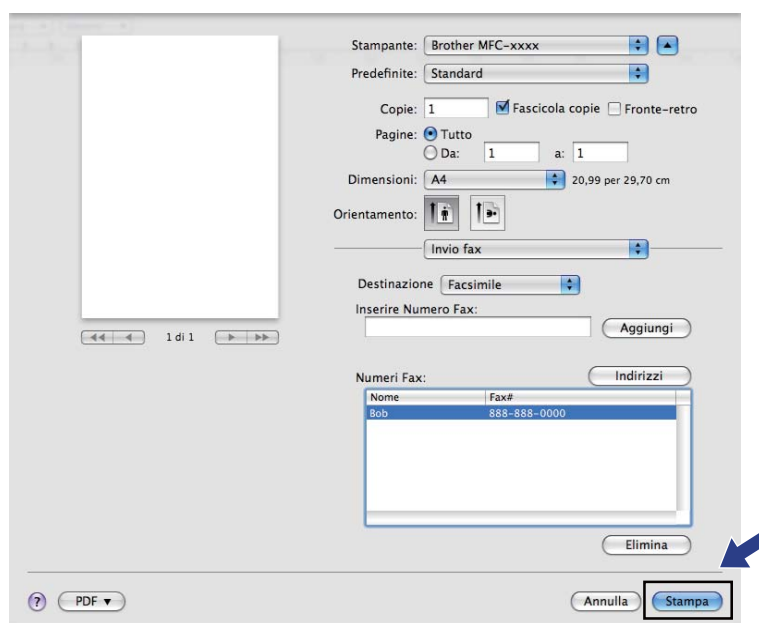 Stampante: Brother MFC-xxxx
Predefinite: Standard
Copie: 1 Fascicola copie Fronte-retro
Pagine: Tutto
Da: 1 a: 1
Dimensioni: A4 20,99 per 29,70 cm
Orientamento:
Invio fax
Destinazione Facsimile
Inserire Numero Fax:
Aggiungi
1 di 1
Numeri Fax: Indirizzi
Nome Fax#
Bob 888-888-0000
Elimina
? PDF ▼ Annulla Stampa